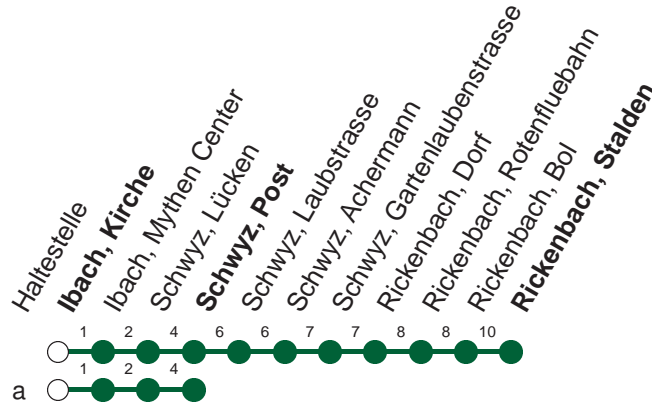 Haltestelle
Ibach, Kirche
Ibach, Mythen Center
Schwyz, Lücken
Schwyz, Post
Schwyz, Laubstrasse
Schwyz, Achermann
Schwyz, Gartenlaubenstrasse
Rickenbach, Dorf
Rickenbach, Rotenfluebahn
Rickenbach, Bol
Rickenbach, Stalden
1 2 4 6 6 7 7 8 8 10
1 2 4
a